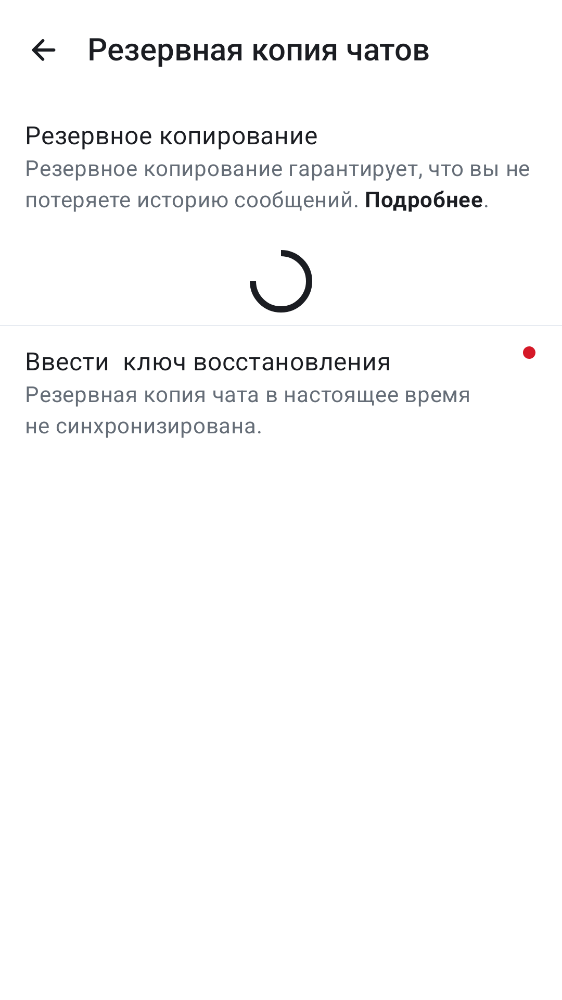 Резервная копия чатов
Резервное копирование
Резервное копирование гарантирует, что вы не
потеряете историю сообщений. Подробнее.
Ввести  ключ восстановления
Резервная копия чата в настоящее время
не синхронизирована.